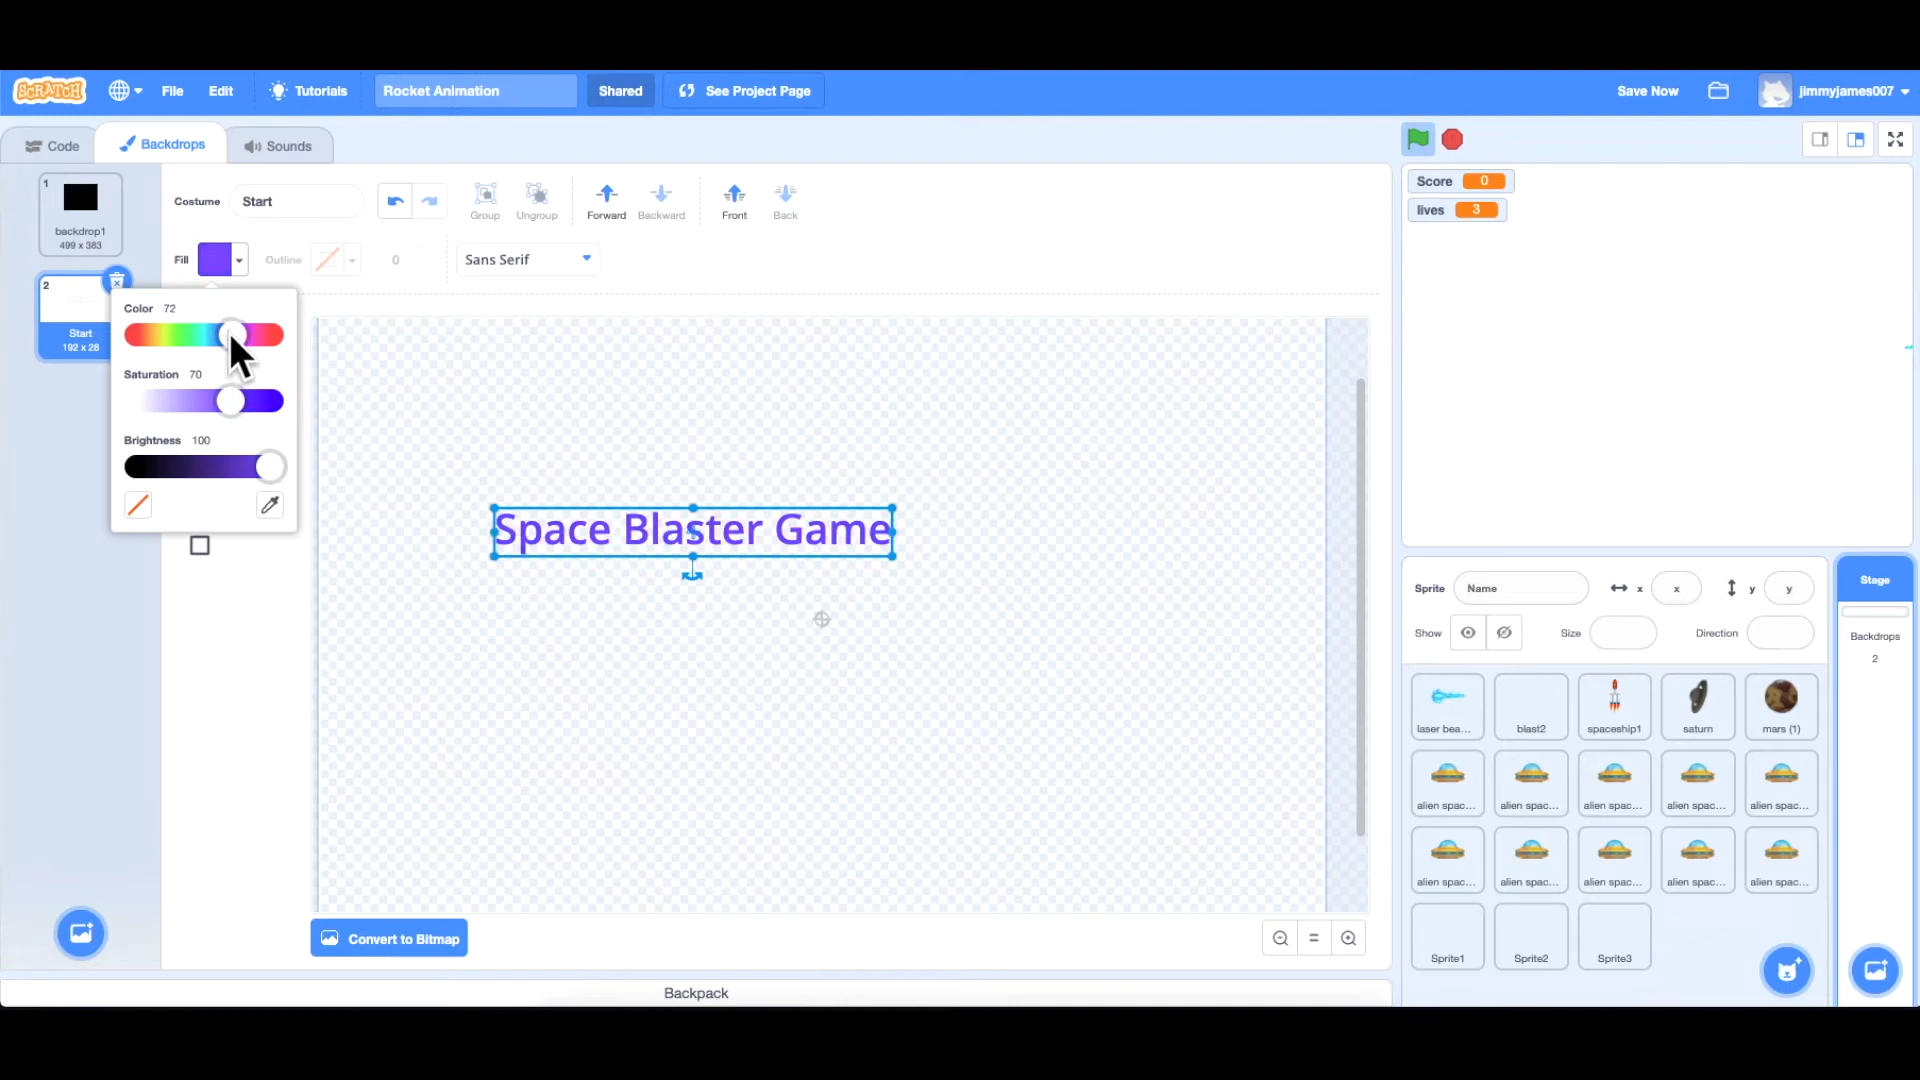 SCRATCH File Edit Tutorials Rocket Animation Shared See Project Page Save Now jimmyjames007
Code Backdrops Sounds
1
backdrop1
499 x 383
2
Start
192 x 28
Costume Start Group Ungroup Forward Backward Front Back
Fill Outline 0 Sans Serif
Color 72
Saturation 70
Brightness 100
Space Blaster Game
Convert to Bitmap
Backpack
Score 0
lives 3
Sprite Name x x y y
Show Size Direction
Stage
Backdrops
2
laser bea... blast2 spaceship1 saturn mars (1)
alien spac... alien spac... alien spac... alien spac... alien spac...
alien spac... alien spac... alien spac... alien spac... alien spac...
Sprite1 Sprite2 Sprite3